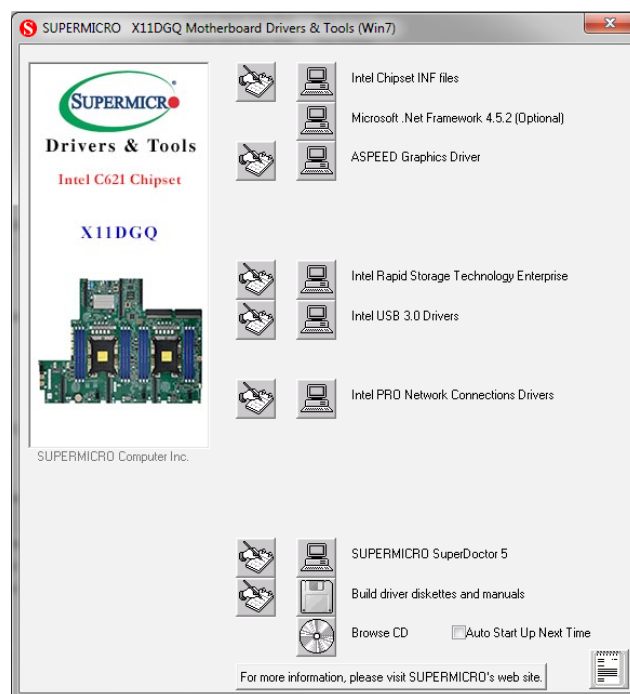 SUPERMICRO   X11DGQ Motherboard Drivers & Tools (Win7)
SUPERMICRO
Drivers & Tools
Intel C621 Chipset
X11DGQ
SUPERMICRO Computer Inc.
Intel Chipset INF files
Microsoft .Net Framework 4.5.2 (Optional)
ASPEED Graphics Driver
Intel Rapid Storage Technology Enterprise
Intel USB 3.0 Drivers
Intel PRO Network Connections Drivers
SUPERMICRO SuperDoctor 5
Build driver diskettes and manuals
Browse CD
Auto Start Up Next Time
For more information, please visit SUPERMICRO's web site.